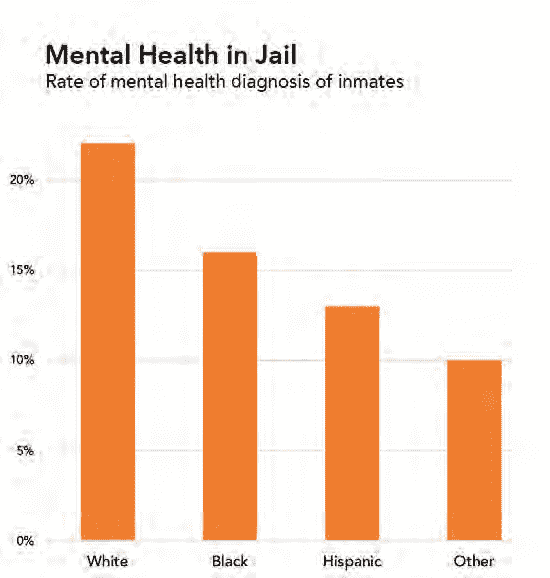 Mental Health in Jail
Rate of mental health diagnosis of inmates
20%
15%
10%
5%
0%
White Black Hispanic Other